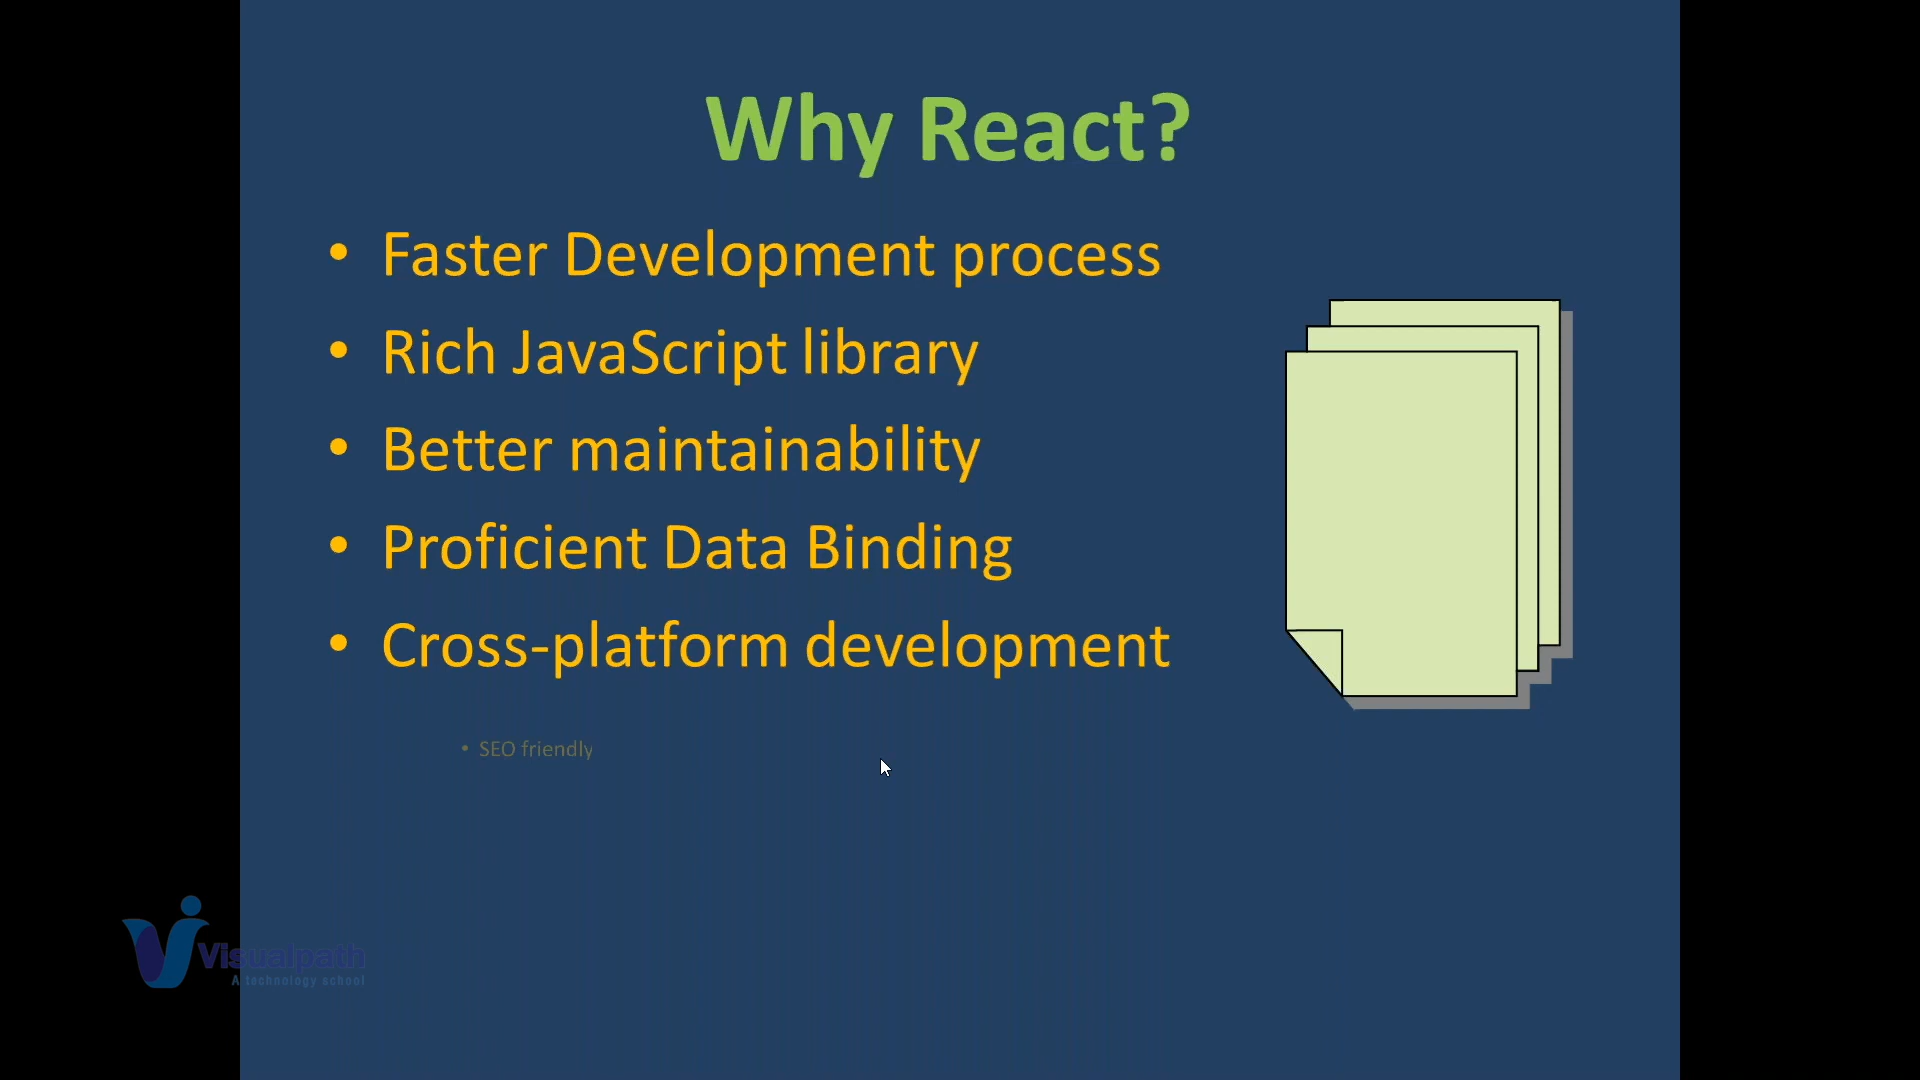 Why React?
• Faster Development process
• Rich JavaScript library
• Better maintainability
• Proficient Data Binding
• Cross-platform development
• SEO friendly
Visualpath
A technology school